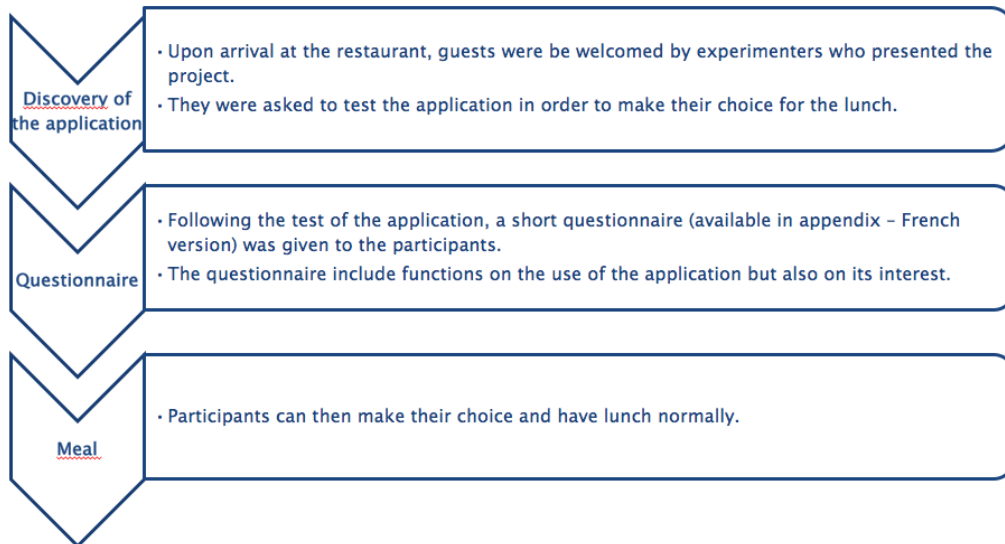 Discovery of
the application
· Upon arrival at the restaurant, guests were be welcomed by experimenters who presented the
project.
· They were asked to test the application in order to make their choice for the lunch.
Questionnaire
· Following the test of the application, a short questionnaire (available in appendix – French
version) was given to the participants.
· The questionnaire include functions on the use of the application but also on its interest.
Meal
· Participants can then make their choice and have lunch normally.